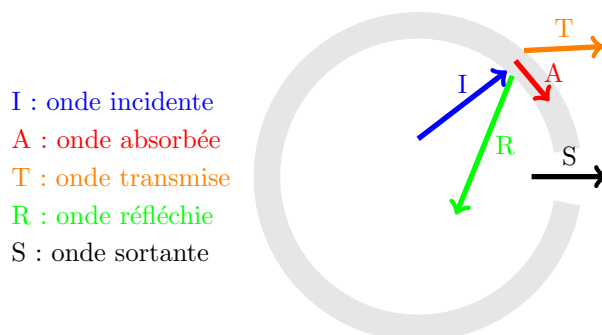 T
I
A
I : onde incidente
A : onde absorbée
R
S
T : onde transmise
R : onde réfléchie
S : onde sortante